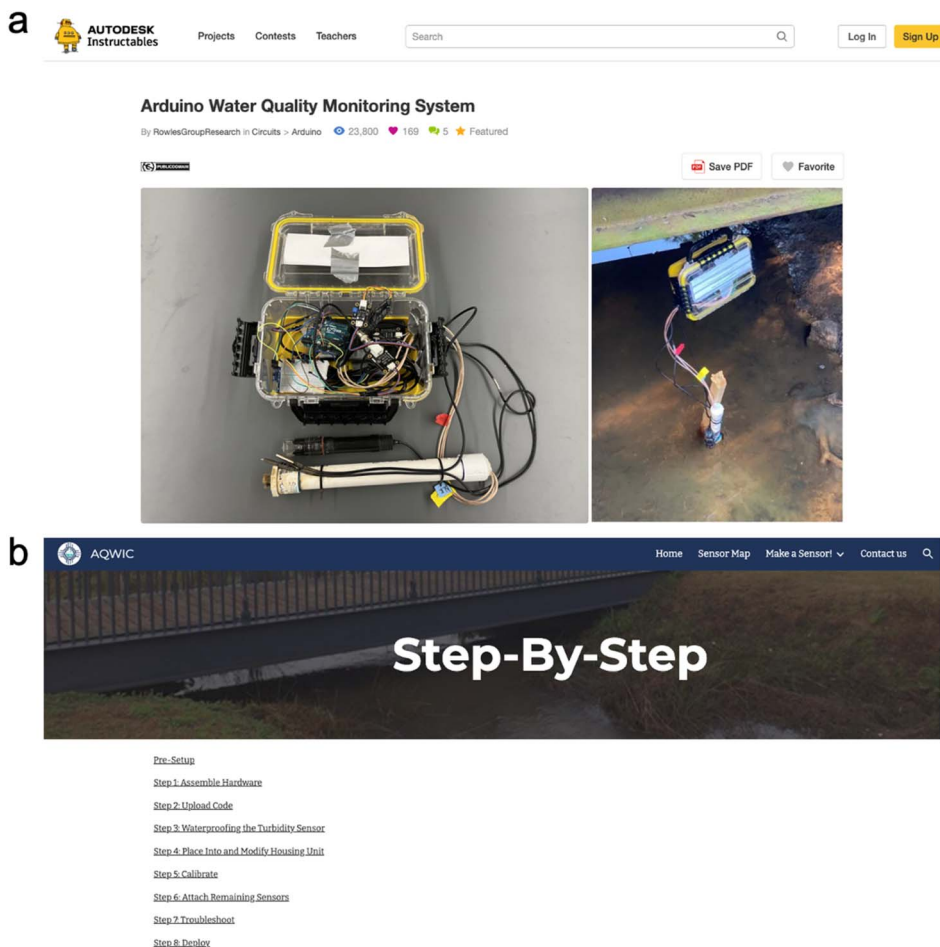 a
AUTODESK
Instructables
Projects Contests Teachers Search Log In Sign Up
Arduino Water Quality Monitoring System
By RowlesGroupResearch in Circuits > Arduino 23,800 169 5 Featured
PUBLIC DOMAIN Save PDF Favorite
b
AQWIC Home Sensor Map Make a Sensor! Contact us
Step-By-Step
Pre-Setup
Step 1: Assemble Hardware
Step 2: Upload Code
Step 3: Waterproofing the Turbidity Sensor
Step 4: Place Into and Modify Housing Unit
Step 5: Calibrate
Step 6: Attach Remaining Sensors
Step 7: Troubleshoot
Step 8: Deploy